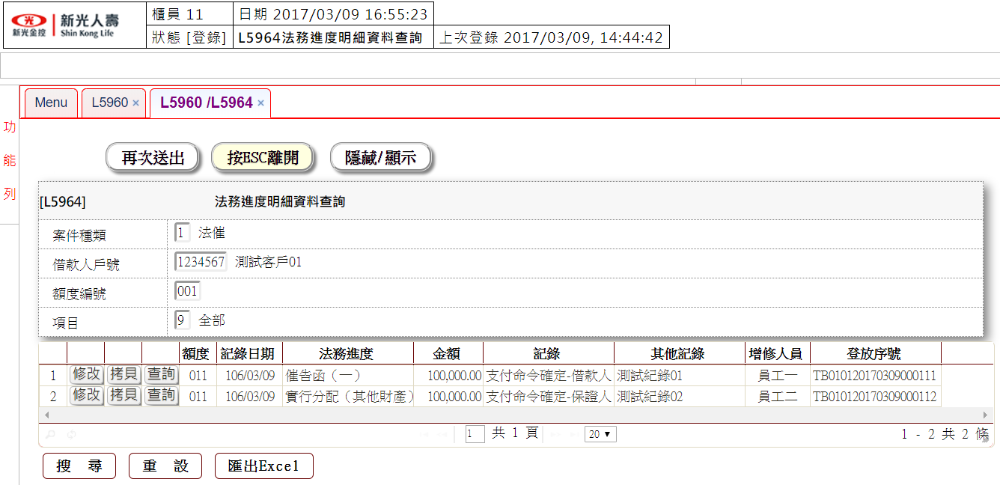 新光金控 新光人壽 Shin Kong Life
櫃員 11 日期 2017/03/09 16:55:23
狀態 [登錄] L5964法務進度明細資料查詢 上次登錄 2017/03/09, 14:44:42
Menu L5960 × L5960 /L5964 ×
功
能
列
再次送出 按ESC離開 隱藏/顯示
[L5964] 法務進度明細資料查詢
案件種類 1 法催
借款人戶號 1234567 測試客戶01
額度編號 001
項目 9 全部
額度 記錄日期 法務進度 金額 記錄 其他記錄 增修人員 登放序號
1 修改 拷貝 查詢 011 106/03/09 催告函（一） 100,000.00 支付命令確定-借款人 測試紀錄01 員工一 TB010120170309000111
2 修改 拷貝 查詢 011 106/03/09 實行分配（其他財產） 100,000.00 支付命令確定-保證人 測試紀錄02 員工二 TB010120170309000112
1 共 1 頁 20 1 - 2 共 2 條
搜 尋 重 設 匯出Excel